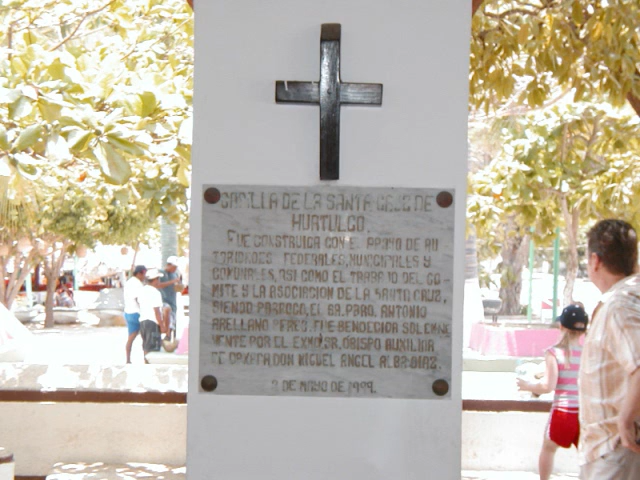 CAPILLA DE LA SANTA CRUZ DE
HUATULCO.
FUE CONSTRUIDA CON EL APOYO DE AU
TORIDADES FEDERALES, MUNICIPALES Y
COMUNALES, ASI COMO EL TRABAJO DEL CO-
MITE Y LA ASOCIACION DE LA SANTA CRUZ,
SIENDO PARROCO, EL SR. PBRO. ANTONIO
ARELLANO PEREZ. FUE BENDECIDA SOLEMNE
MENTE POR EL EXMO. SR. OBISPO AUXILIAR
DE OAXACA DON MIGUEL ANGEL ALBA DIAZ.
DE MAYO DE 1999.